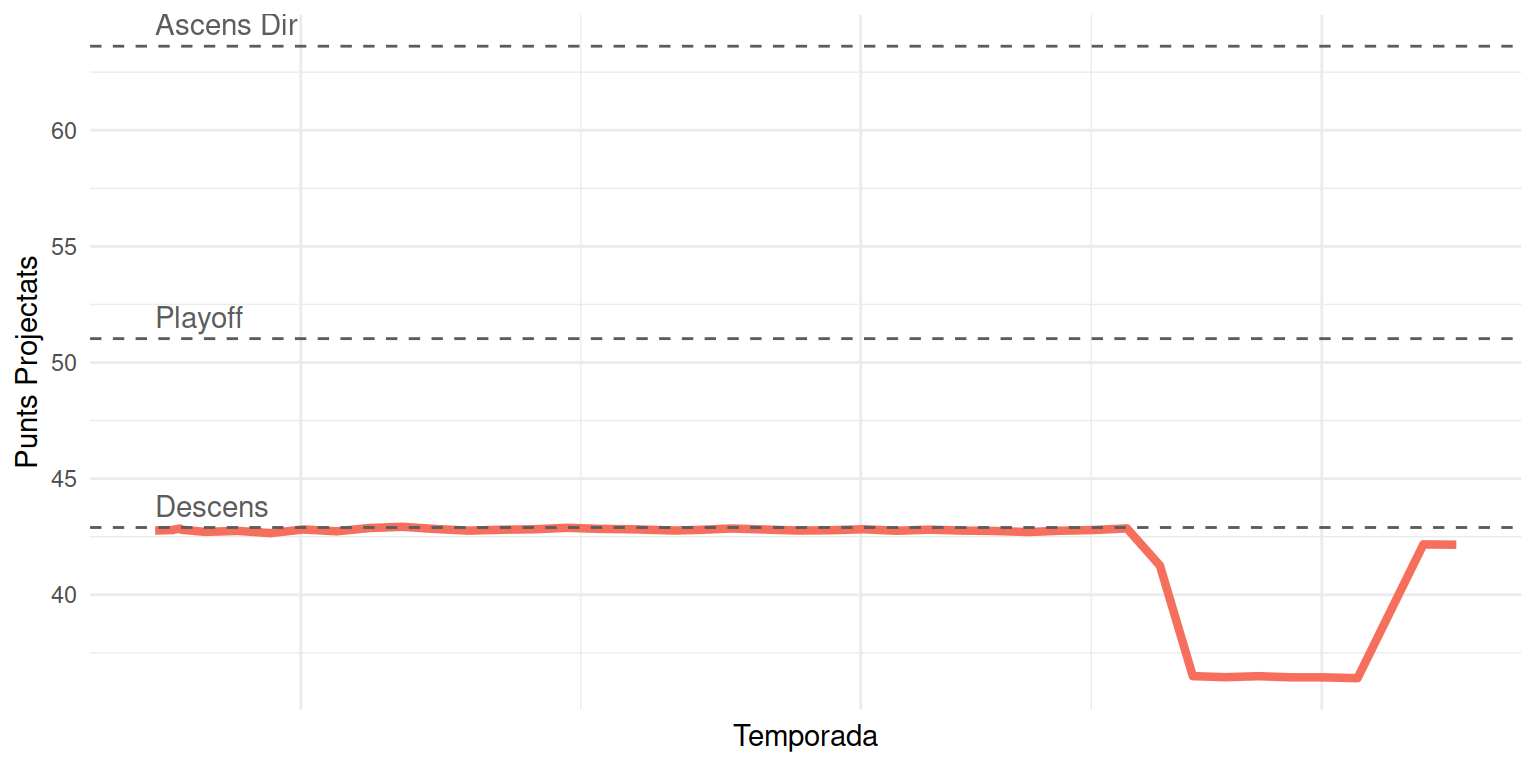 Ascens Dir
60
55
Playoff
50
45
Descens
40
Punts Projectats
Temporada